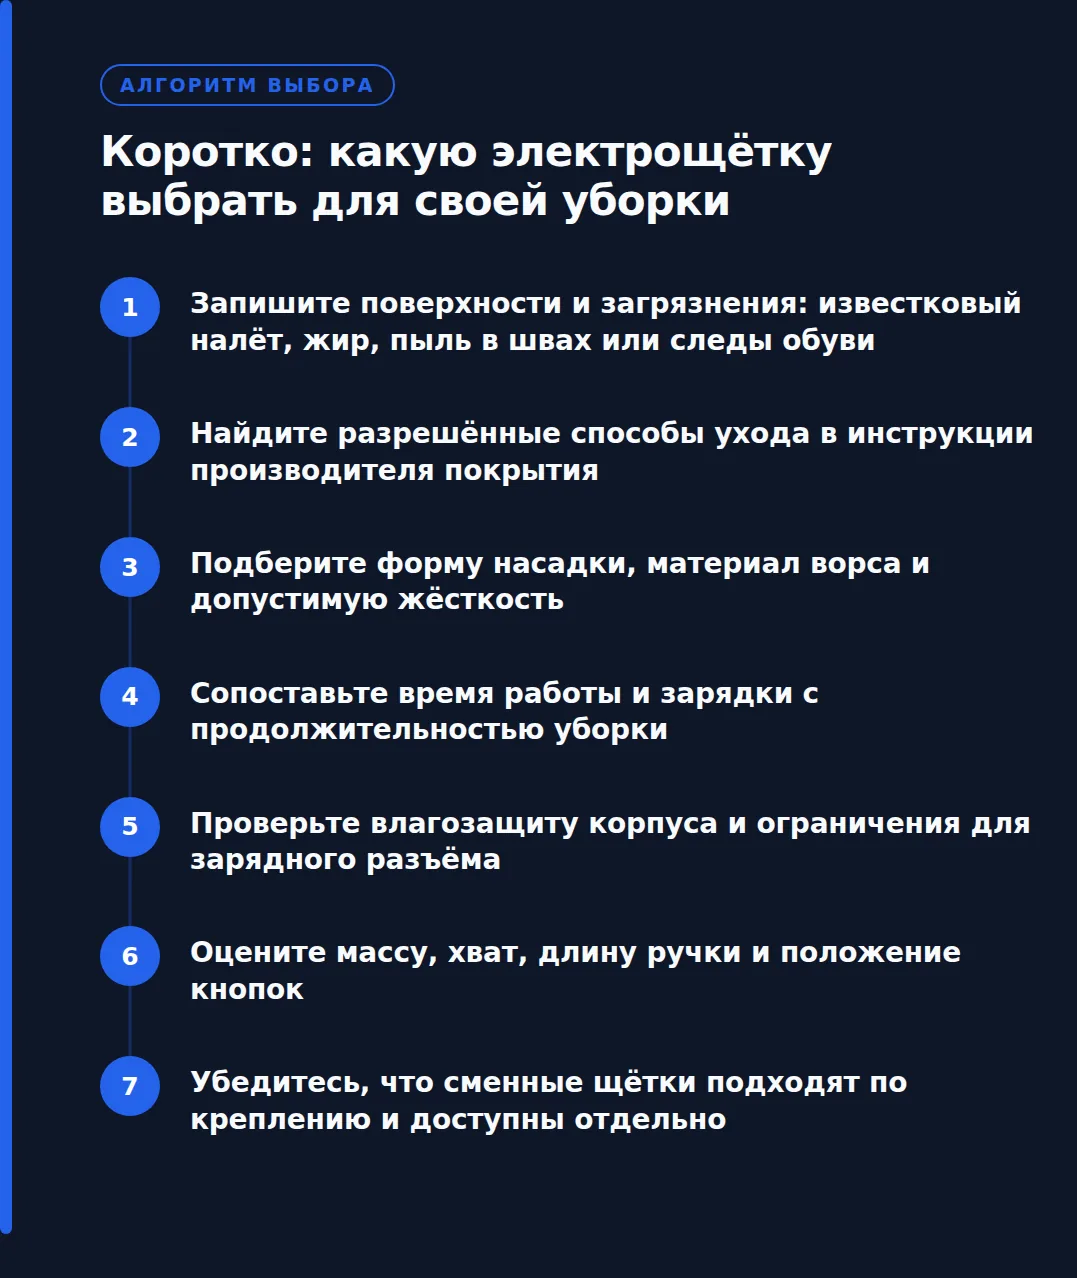 АЛГОРИТМ ВЫБОРА
Коротко: какую электрощётку
выбрать для своей уборки
1
Запишите поверхности и загрязнения: известковый
налёт, жир, пыль в швах или следы обуви
2
Найдите разрешённые способы ухода в инструкции
производителя покрытия
3
Подберите форму насадки, материал ворса и
допустимую жёсткость
4
Сопоставьте время работы и зарядки с
продолжительностью уборки
5
Проверьте влагозащиту корпуса и ограничения для
зарядного разъёма
6
Оцените массу, хват, длину ручки и положение
кнопок
7
Убедитесь, что сменные щётки подходят по
креплению и доступны отдельно